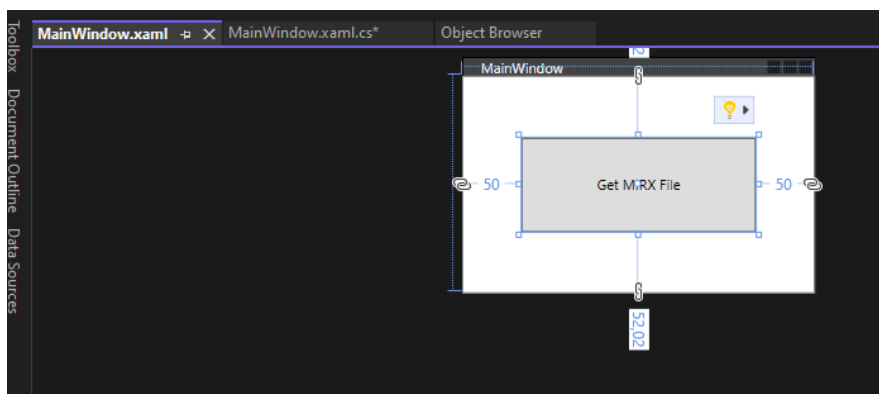 Toolbox
Document Outline
Data Sources
MainWindow.xaml
MainWindow.xaml.cs*
Object Browser
MainWindow
50
Get MRX File
50
52,02